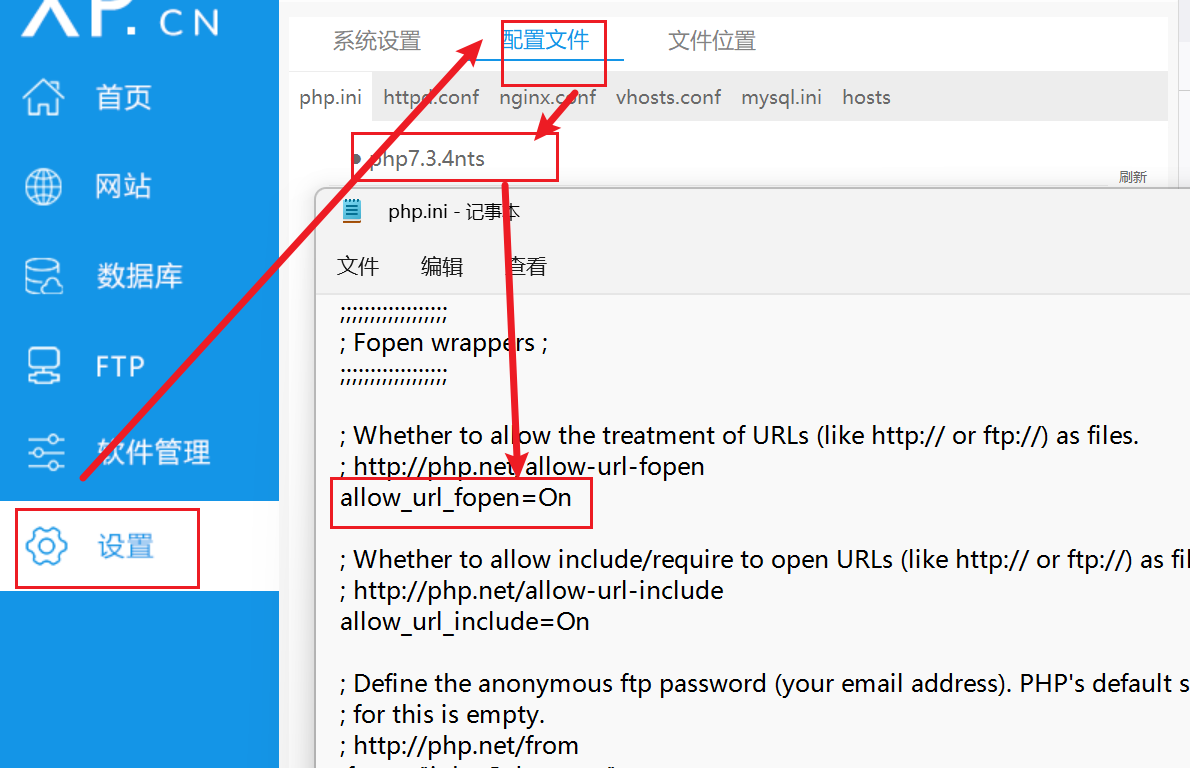 XP.CN
首页
网站
数据库
FTP
软件管理
设置
系统设置 配置文件 文件位置
php.ini httpd.conf nginx.conf vhosts.conf mysql.ini hosts
php7.3.4nts
刷新
php.ini - 记事本
文件 编辑 查看
;;;;;;;;;;;;;;;;;;
; Fopen wrappers ;
;;;;;;;;;;;;;;;;;;
; Whether to allow the treatment of URLs (like http:// or ftp://) as files.
; http://php.net/allow-url-fopen
allow_url_fopen=On
; Whether to allow include/require to open URLs (like http:// or ftp://) as fil
; http://php.net/allow-url-include
allow_url_include=On
; Define the anonymous ftp password (your email address). PHP's default s
; for this is empty.
; http://php.net/from